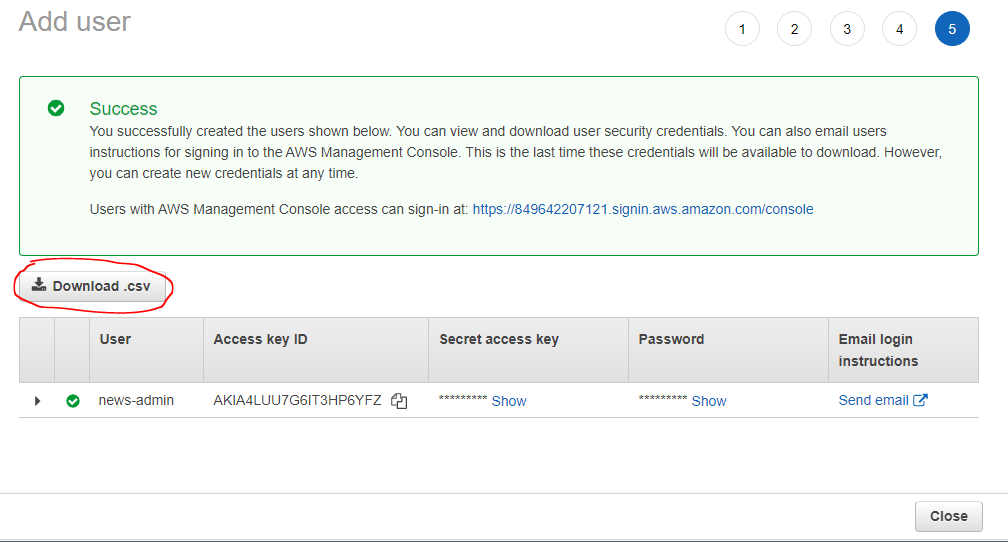 Add user
1 2 3 4 5
Success
You successfully created the users shown below. You can view and download user security credentials. You can also email users
instructions for signing in to the AWS Management Console. This is the last time these credentials will be available to download. However,
you can create new credentials at any time.
Users with AWS Management Console access can sign-in at: https://849642207121.signin.aws.amazon.com/console
Download .csv
User Access key ID Secret access key Password Email login
instructions
news-admin AKIA4LUU7G6IT3HP6YFZ ********* Show ********* Show Send email
Close